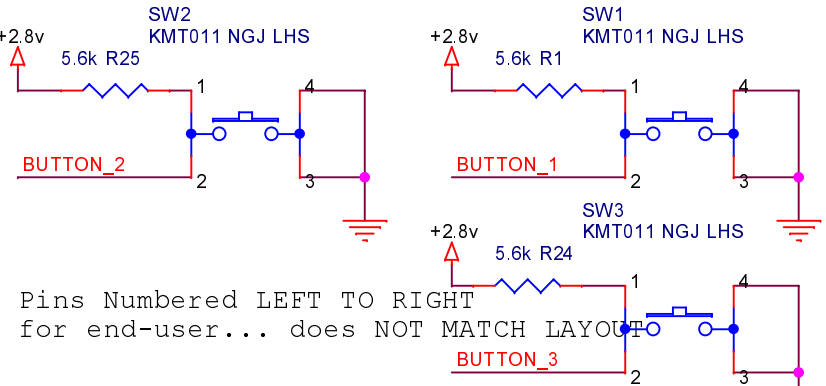 SW2
KMT011 NGJ LHS
+2.8v
5.6k R25
1
4
BUTTON_2
2
3
SW1
KMT011 NGJ LHS
+2.8v
5.6k R1
1
4
BUTTON_1
2
3
SW3
KMT011 NGJ LHS
+2.8v
5.6k R24
1
4
BUTTON_3
2
3
Pins Numbered LEFT TO RIGHT
for end-user... does NOT MATCH LAYOUT